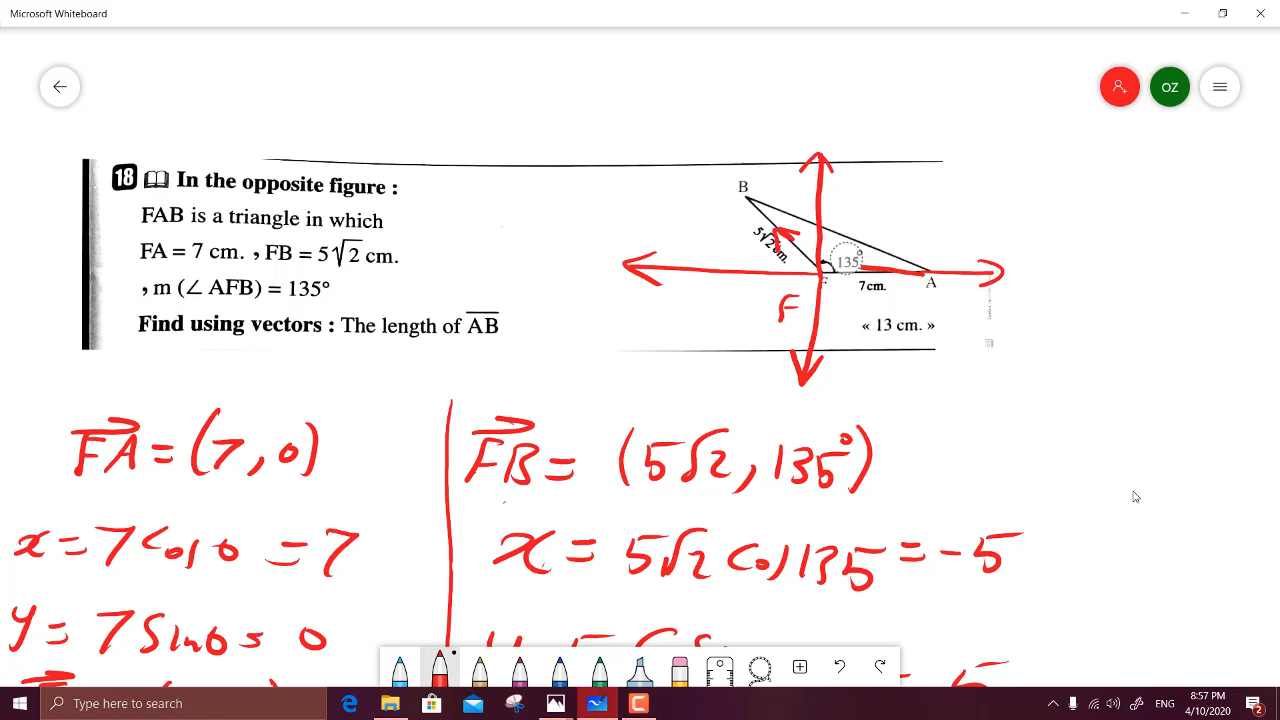 Microsoft Whiteboard
OZ
18 In the opposite figure :
FAB is a triangle in which
FA = 7 cm. , FB = 5√2 cm.
, m (∠ AFB) = 135°
Find using vectors : The length of AB
B
5√2 cm.
135°
F
A
7cm.
F
« 13 cm. »
FA = (7, 0)
x = 7 Cos 0 = 7
y = 7 Sin 0 = 0
FB = (5√2, 135°)
x = 5√2 Cos 135 = -5
Type here to search
ENG
8:57 PM
4/10/2020
2